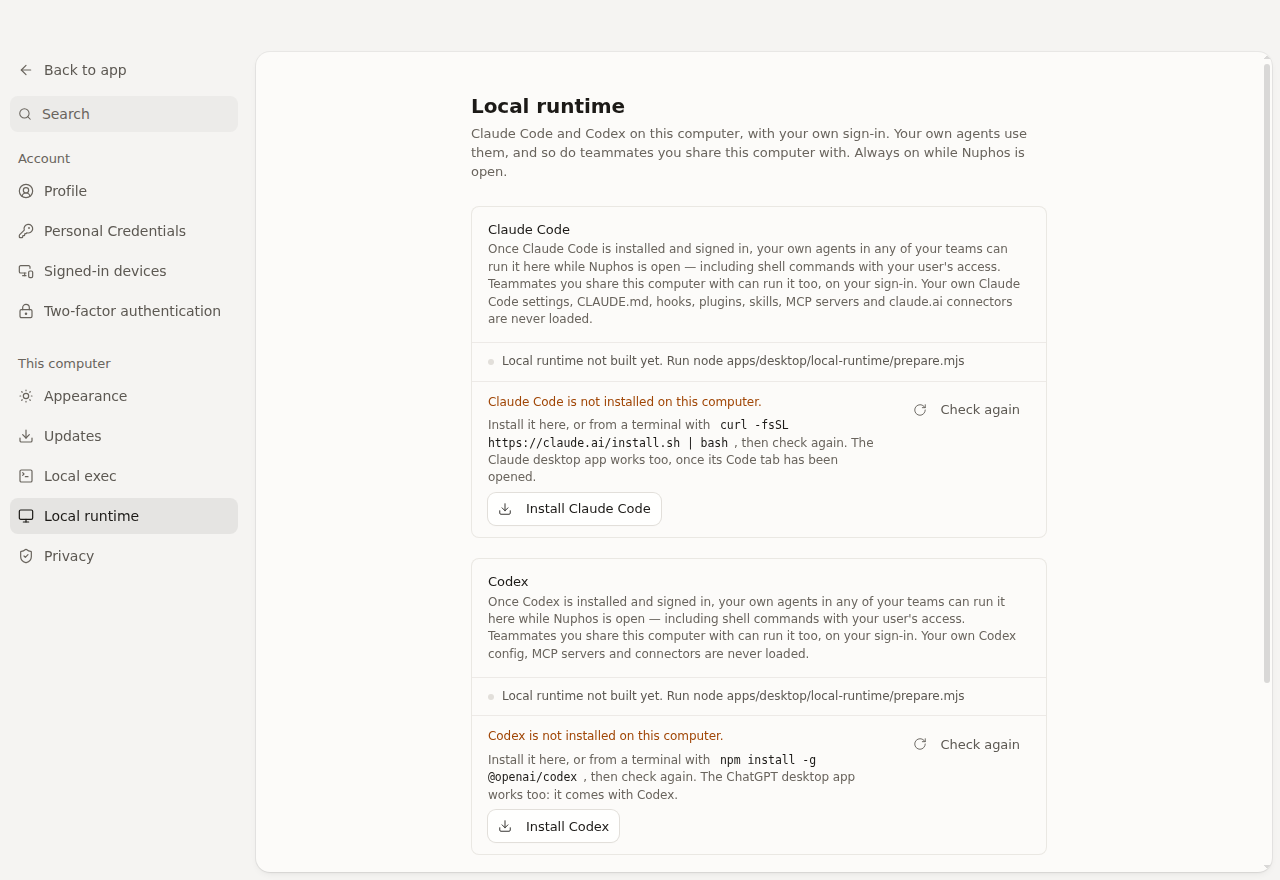 Back to app
Search
Account
Profile
Personal Credentials
Signed-in devices
Two-factor authentication
This computer
Appearance
Updates
Local exec
Local runtime
Privacy
Local runtime
Claude Code and Codex on this computer, with your own sign-in. Your own agents use
them, and so do teammates you share this computer with. Always on while Nuphos is
open.
Claude Code
Once Claude Code is installed and signed in, your own agents in any of your teams can
run it here while Nuphos is open — including shell commands with your user's access.
Teammates you share this computer with can run it too, on your sign-in. Your own Claude
Code settings, CLAUDE.md, hooks, plugins, skills, MCP servers and claude.ai connectors
are never loaded.
Local runtime not built yet. Run node apps/desktop/local-runtime/prepare.mjs
Claude Code is not installed on this computer.
Check again
Install it here, or from a terminal with curl -fsSL
https://claude.ai/install.sh | bash , then check again. The
Claude desktop app works too, once its Code tab has been
opened.
Install Claude Code
Codex
Once Codex is installed and signed in, your own agents in any of your teams can run it
here while Nuphos is open — including shell commands with your user's access.
Teammates you share this computer with can run it too, on your sign-in. Your own Codex
config, MCP servers and connectors are never loaded.
Local runtime not built yet. Run node apps/desktop/local-runtime/prepare.mjs
Codex is not installed on this computer.
Check again
Install it here, or from a terminal with npm install -g
@openai/codex , then check again. The ChatGPT desktop app
works too: it comes with Codex.
Install Codex